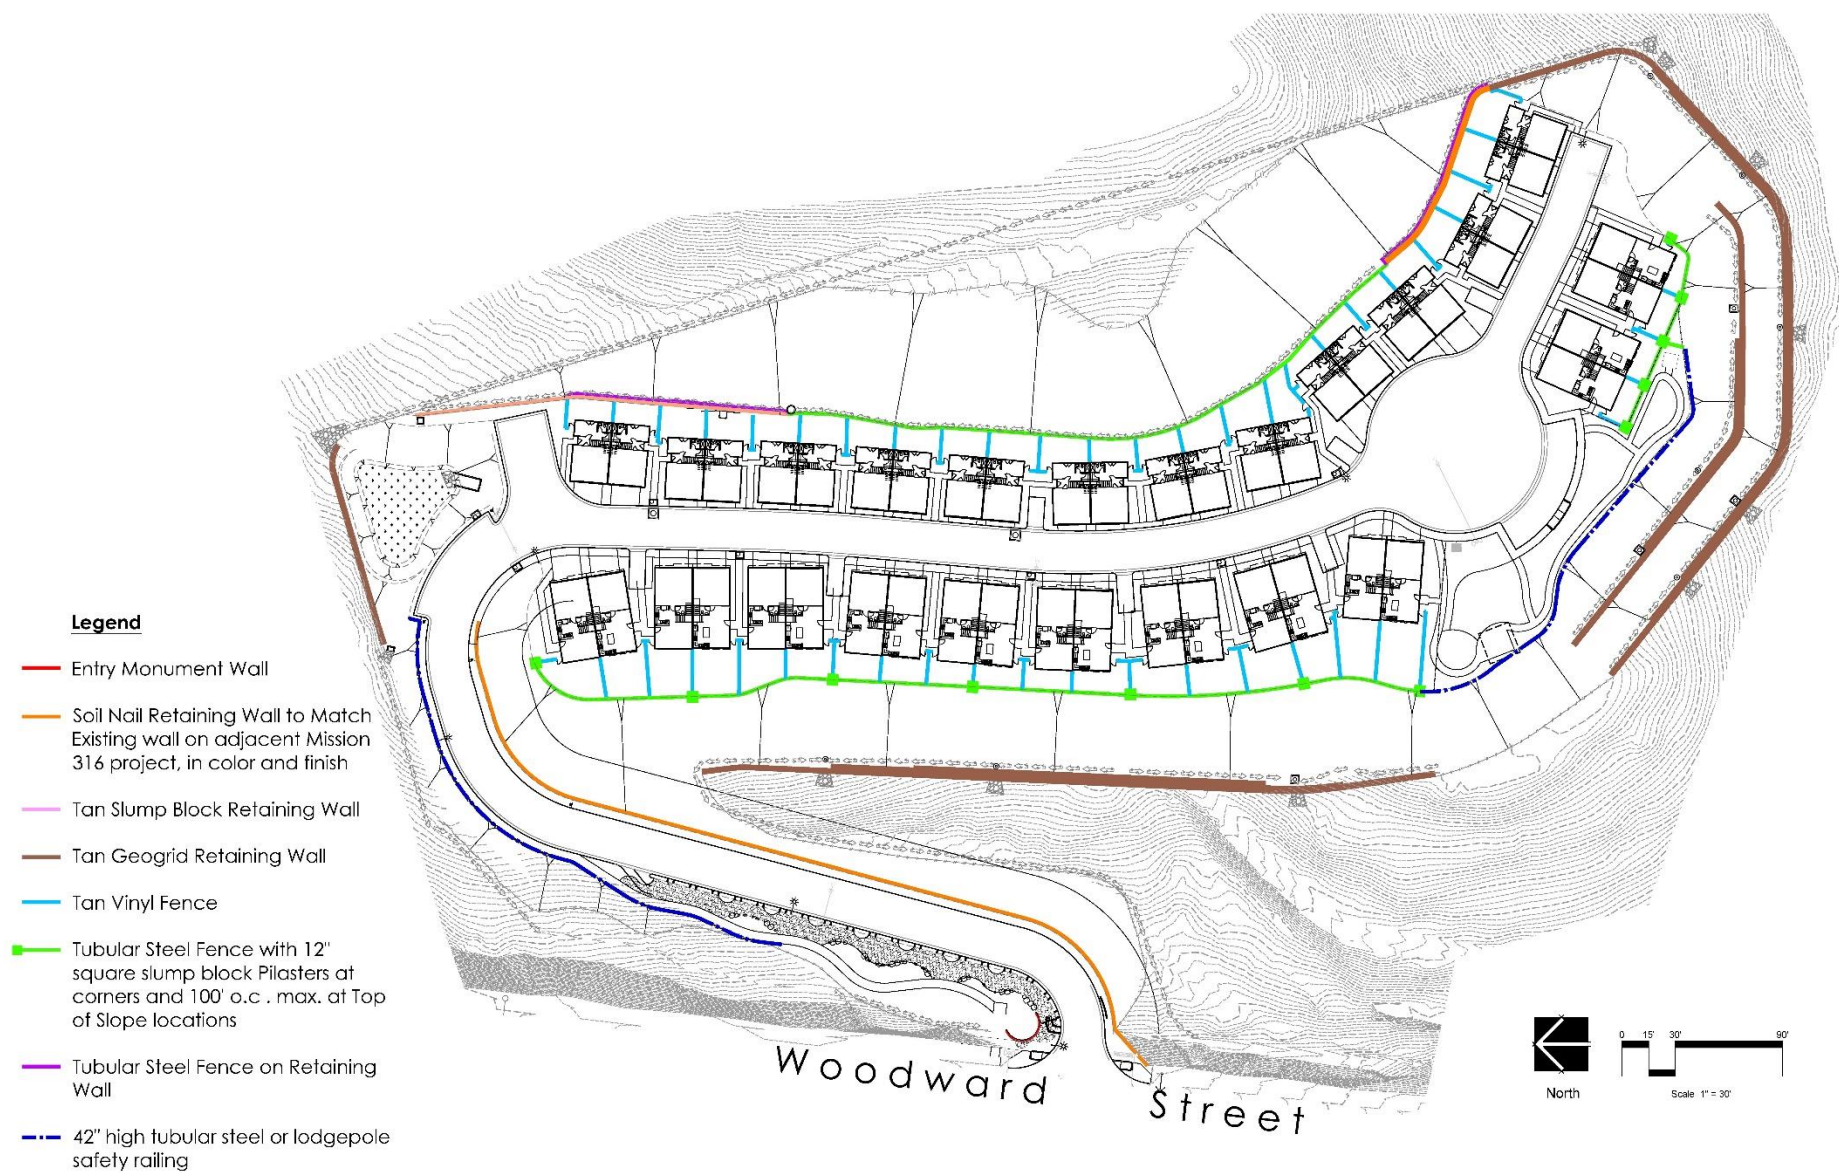 Legend
Entry Monument Wall
Soil Nail Retaining Wall to Match
Existing wall on adjacent Mission
316 project, in color and finish
Tan Slump Block Retaining Wall
Tan Geogrid Retaining Wall
Tan Vinyl Fence
Tubular Steel Fence with 12"
square slump block Pilasters at
corners and 100' o.c . max. at Top
of Slope locations
Tubular Steel Fence on Retaining
Wall
42" high tubular steel or lodgepole
safety railing
Woodward Street
North
0 15' 30' 90'
Scale 1" = 30'